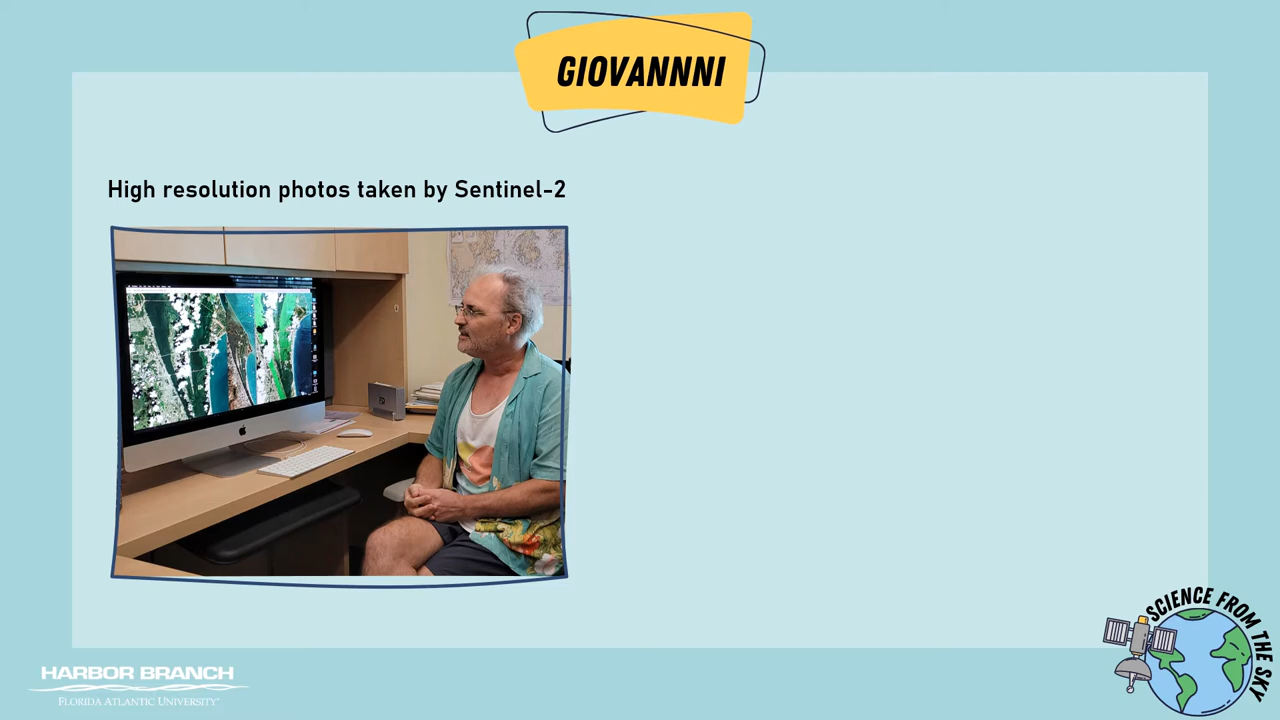 GIOVANNNI
High resolution photos taken by Sentinel-2
SCIENCE FROM THE SKY
HARBOR BRANCH
FLORIDA ATLANTIC UNIVERSITY